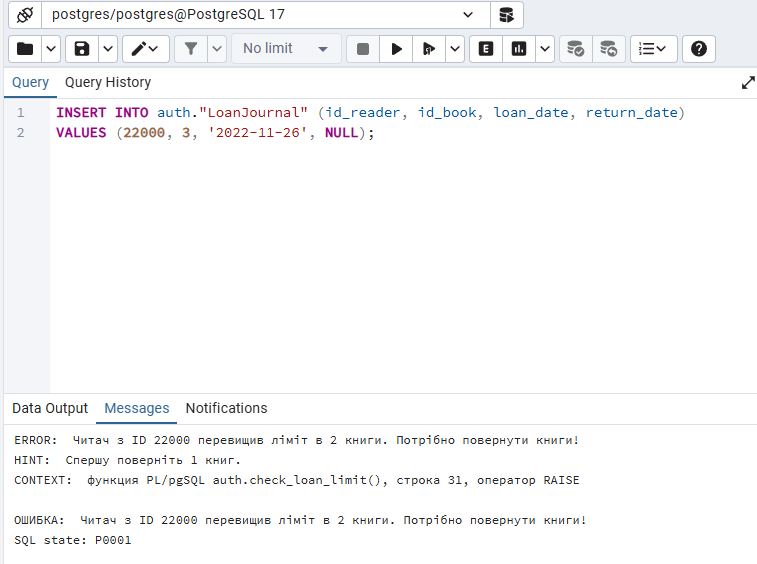 postgres/postgres@PostgreSQL 17
No limit
Query Query History
1 INSERT INTO auth."LoanJournal" (id_reader, id_book, loan_date, return_date)
2 VALUES (22000, 3, '2022-11-26', NULL);
Data Output Messages Notifications
ERROR:  Читач з ID 22000 перевищив ліміт в 2 книги. Потрібно повернути книги!
HINT:  Спершу поверніть 1 книг.
CONTEXT:  функция PL/pgSQL auth.check_loan_limit(), строка 31, оператор RAISE
ОШИБКА:  Читач з ID 22000 перевищив ліміт в 2 книги. Потрібно повернути книги!
SQL state: P0001